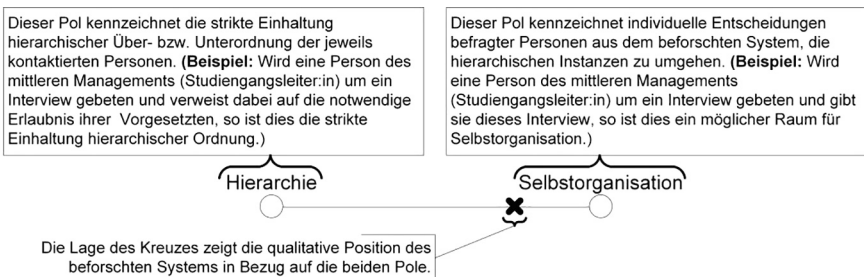 Dieser Pol kennzeichnet die strikte Einhaltung
hierarchischer Über- bzw. Unterordnung der jeweils
kontaktierten Personen. (Beispiel: Wird eine Person des
mittleren Managements (Studiengangsleiter:in) um ein
Interview gebeten und verweist dabei auf die notwendige
Erlaubnis ihrer Vorgesetzten, so ist dies die strikte
Einhaltung hierarchischer Ordnung.)
Dieser Pol kennzeichnet individuelle Entscheidungen
befragter Personen aus dem beforschten System, die
hierarchischen Instanzen zu umgehen. (Beispiel: Wird
eine Person des mittleren Managements
(Studiengangsleiter:in) um ein Interview gebeten und gibt
sie dieses Interview, so ist dies ein möglicher Raum für
Selbstorganisation.)
Hierarchie
Selbstorganisation
Die Lage des Kreuzes zeigt die qualitative Position des
beforschten Systems in Bezug auf die beiden Pole.